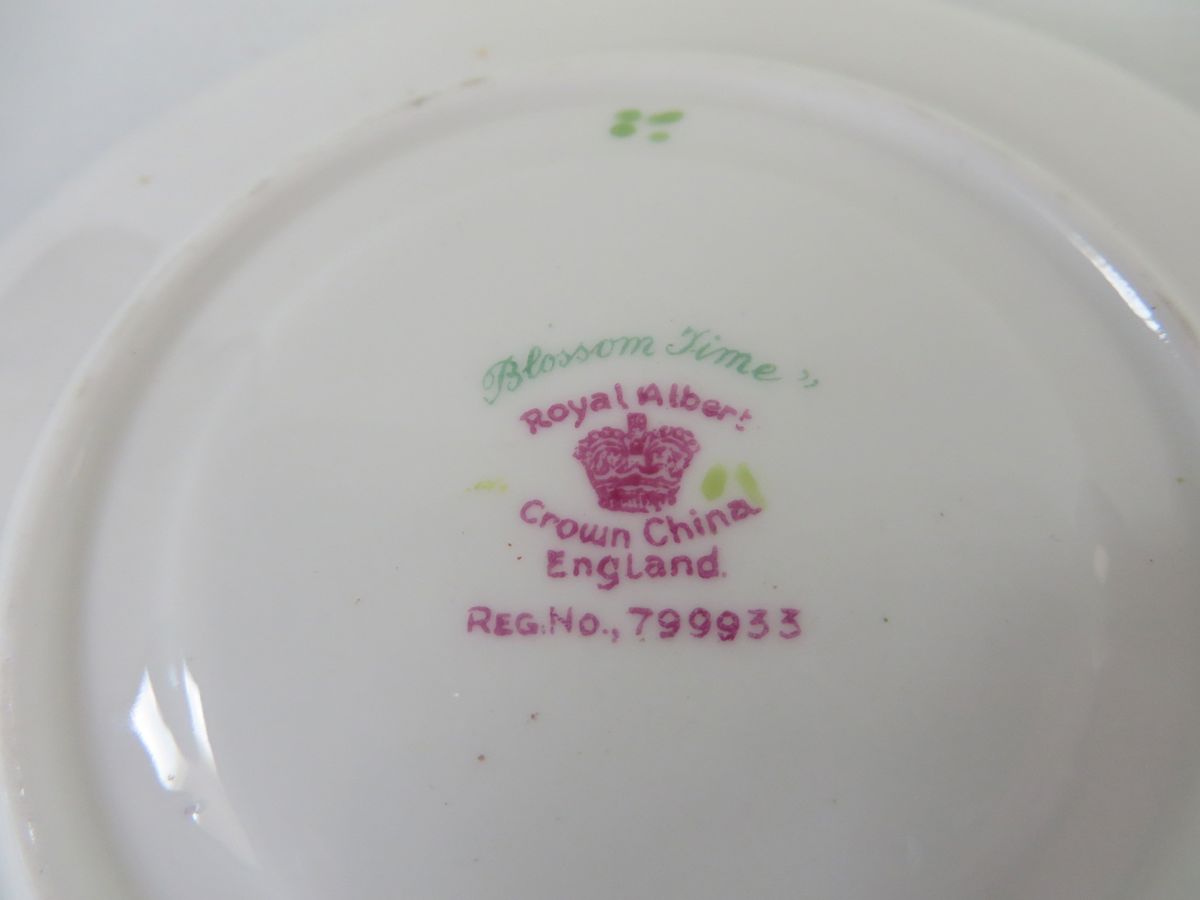 Blossom Time"
Royal Albert
Crown China
England.
REG.No., 799933